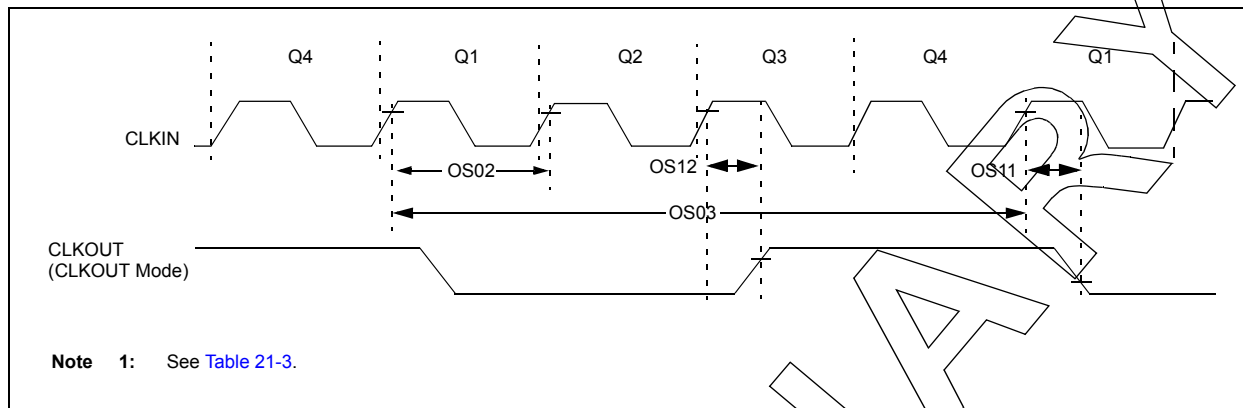 Q4 Q1 Q2 Q3 Q4 Q1
CLKIN
OS02
OS12
OS11
OS03
CLKOUT
(CLKOUT Mode)
Note 1: See Table 21-3.